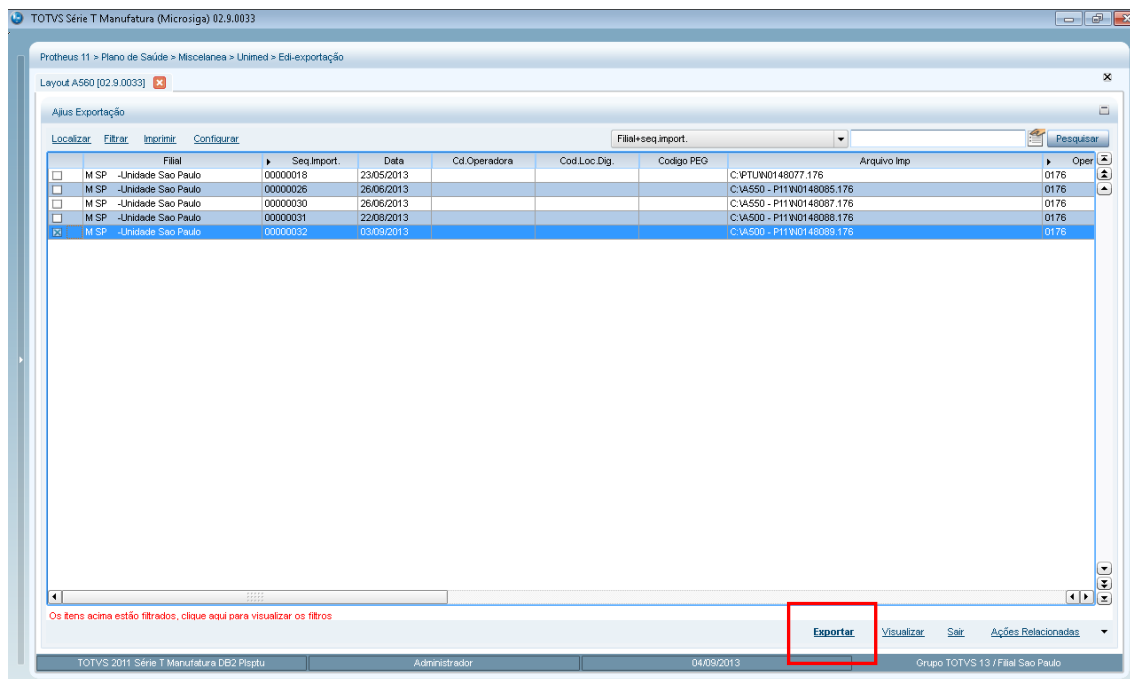 TOTVS Série T Manufatura (Microsiga) 02.9.0033
Protheus 11 > Plano de Saúde > Miscelanea > Unimed > Edi-exportação
Layout A560 [02.9.0033]
Ajius Exportação
Localizar Filtrar Imprimir Configurar Filial+seq.import. Pesquisar
Filial Seq.Import. Data Cd.Operadora Cod.Loc.Dig. Codigo PEG Arquivo Imp Oper
M SP -Unidade Sao Paulo 00000018 23/05/2013 C:\PTU\N0148077.176 0176
M SP -Unidade Sao Paulo 00000026 26/06/2013 C:\A550 - P11\N0148085.176 0176
M SP -Unidade Sao Paulo 00000030 26/06/2013 C:\A550 - P11\N0148087.176 0176
M SP -Unidade Sao Paulo 00000031 22/08/2013 C:\A500 - P11\N0148088.176 0176
M SP -Unidade Sao Paulo 00000032 03/09/2013 C:\A500 - P11\N0148089.176 0176
Os itens acima estão filtrados, clique aqui para visualizar os filtros
Exportar Visualizar Sair Ações Relacionadas
TOTVS 2011 Série T Manufatura DB2 Plsptu Administrador 04/09/2013 Grupo TOTVS 13 / Filial Sao Paulo